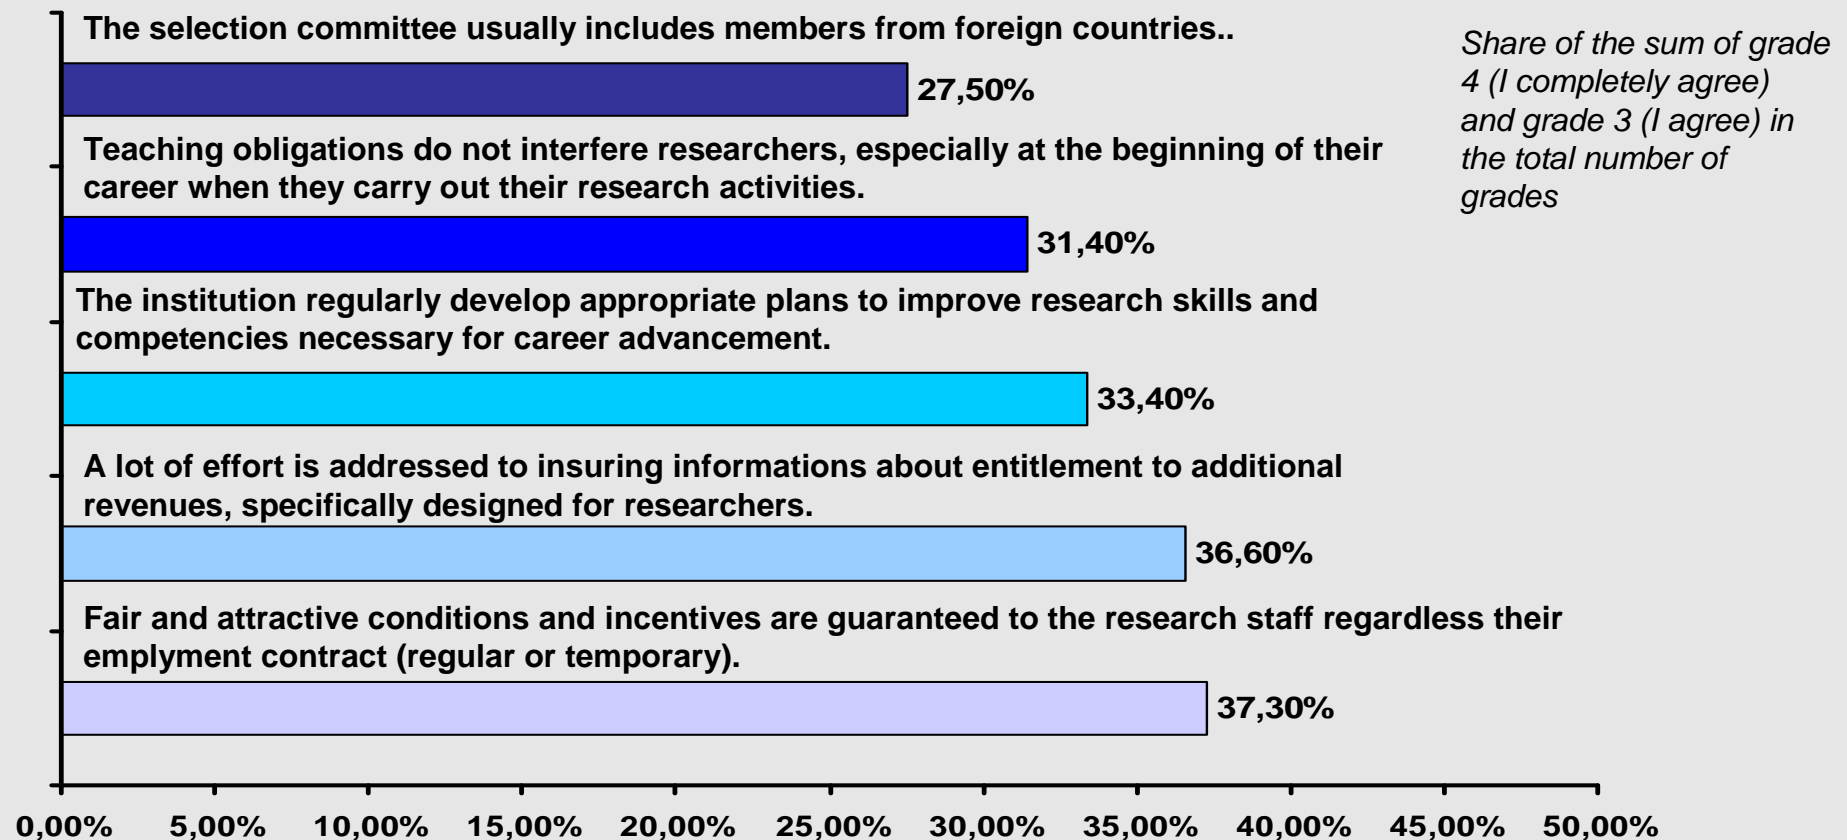 The selection committee usually includes members from foreign countries..
27,50%
Teaching obligations do not interfere researchers, especially at the beginning of their
career when they carry out their research activities.
31,40%
The institution regularly develop appropriate plans to improve research skills and
competencies necessary for career advancement.
33,40%
A lot of effort is addressed to insuring informations about entitlement to additional
revenues, specifically designed for researchers.
36,60%
Fair and attractive conditions and incentives are guaranteed to the research staff regardless their
emplyment contract (regular or temporary).
37,30%
0,00% 5,00% 10,00% 15,00% 20,00% 25,00% 30,00% 35,00% 40,00% 45,00% 50,00%
Share of the sum of grade
4 (I completely agree)
and grade 3 (I agree) in
the total number of
grades